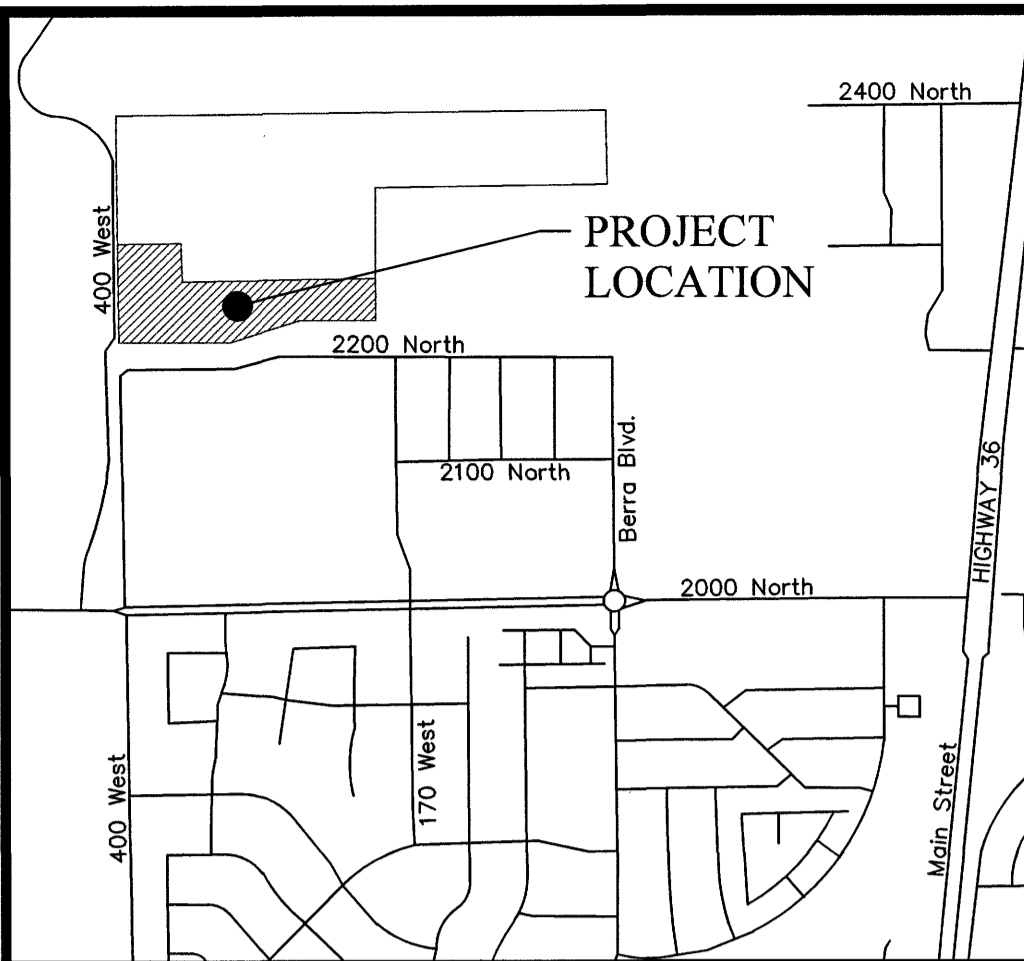 2400 North
400 West
PROJECT
LOCATION
2200 North
Berra Blvd.
2100 North
HIGHWAY 36
2000 North
170 West
400 West
Main Street